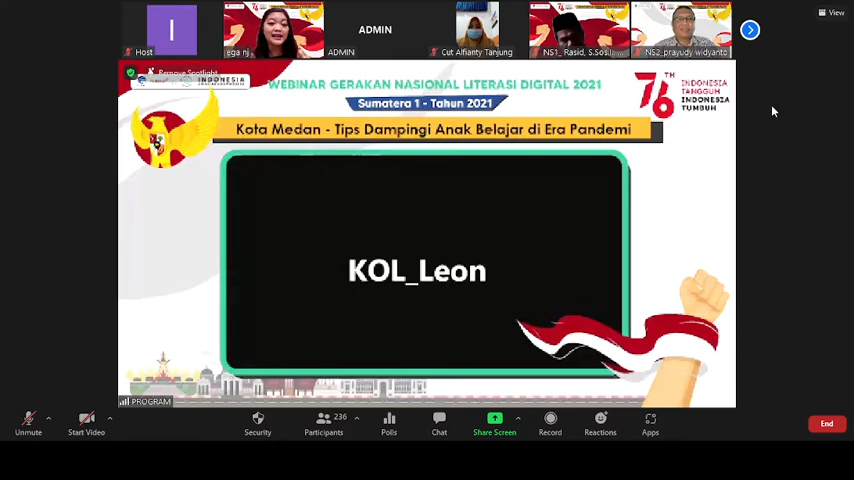 View
I
Host
ega nj
ADMIN
ADMIN
Cut Alfianty Tanjung
NS1_ Rasid, S.Sos.I...
NS2_prayudy widyanto
Remove Spotlight
INDONESIA
WEBINAR GERAKAN NASIONAL LITERASI DIGITAL 2021
Sumatera 1 - Tahun 2021
76TH
INDONESIA
TANGGUH
INDONESIA
TUMBUH
Kota Medan - Tips Dampingi Anak Belajar di Era Pandemi
KOL_Leon
PROGRAM
Unmute
Start Video
Security
236
Participants
Polls
Chat
Share Screen
Record
Reactions
Apps
End